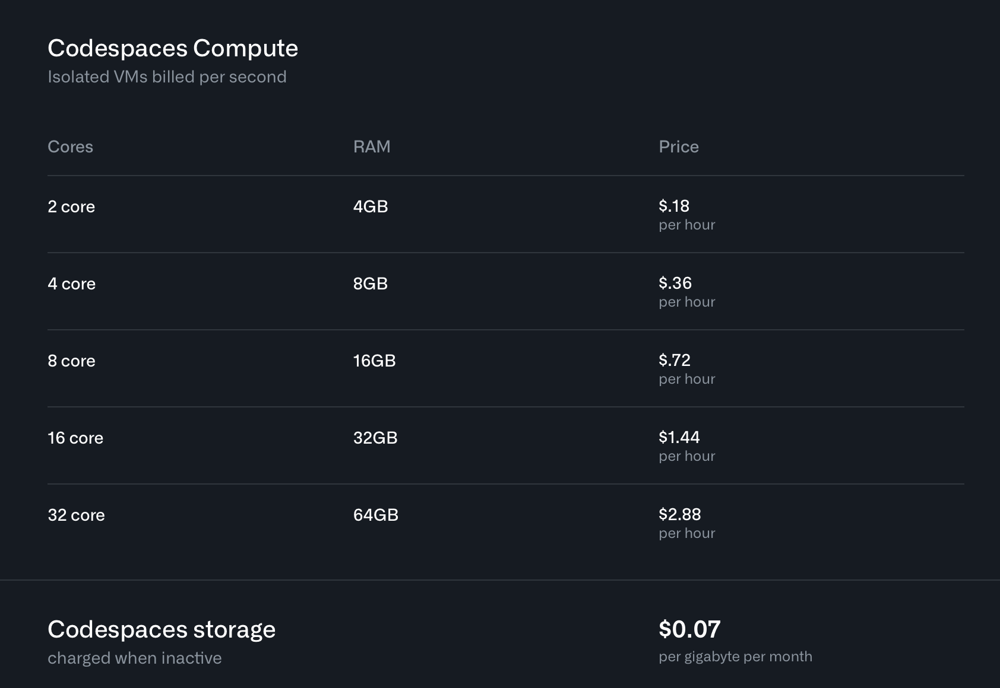 Codespaces Compute
Isolated VMs billed per second
Cores RAM Price
2 core 4GB $.18
per hour
4 core 8GB $.36
per hour
8 core 16GB $.72
per hour
16 core 32GB $1.44
per hour
32 core 64GB $2.88
per hour
Codespaces storage $0.07
charged when inactive per gigabyte per month